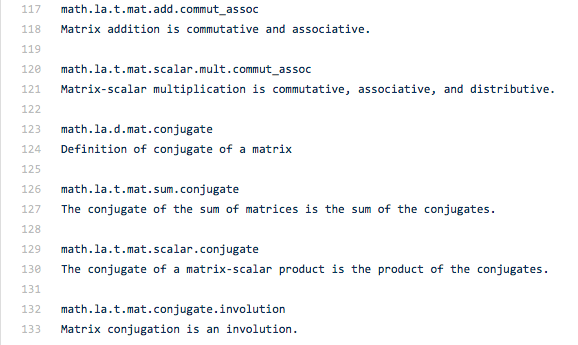 117 math.la.t.mat.add.commut_assoc
118 Matrix addition is commutative and associative.
119
120 math.la.t.mat.scalar.mult.commut_assoc
121 Matrix-scalar multiplication is commutative, associative, and distributive.
122
123 math.la.d.mat.conjugate
124 Definition of conjugate of a matrix
125
126 math.la.t.mat.sum.conjugate
127 The conjugate of the sum of matrices is the sum of the conjugates.
128
129 math.la.t.mat.scalar.conjugate
130 The conjugate of a matrix-scalar product is the product of the conjugates.
131
132 math.la.t.mat.conjugate.involution
133 Matrix conjugation is an involution.